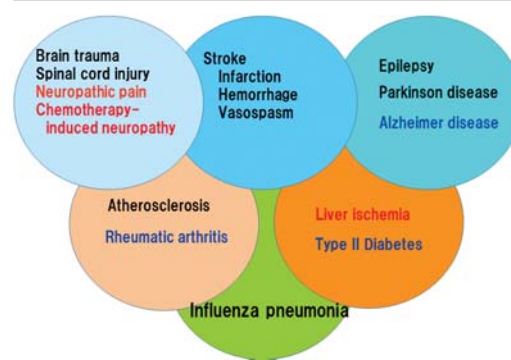 Brain trauma
Spinal cord injury
Neuropathic pain
Chemotherapy-
induced neuropathy
Stroke
Infarction
Hemorrhage
Vasospasm
Epilepsy
Parkinson disease
Alzheimer disease
Atherosclerosis
Rheumatic arthritis
Liver ischemia
Type II Diabetes
Influenza pneumonia